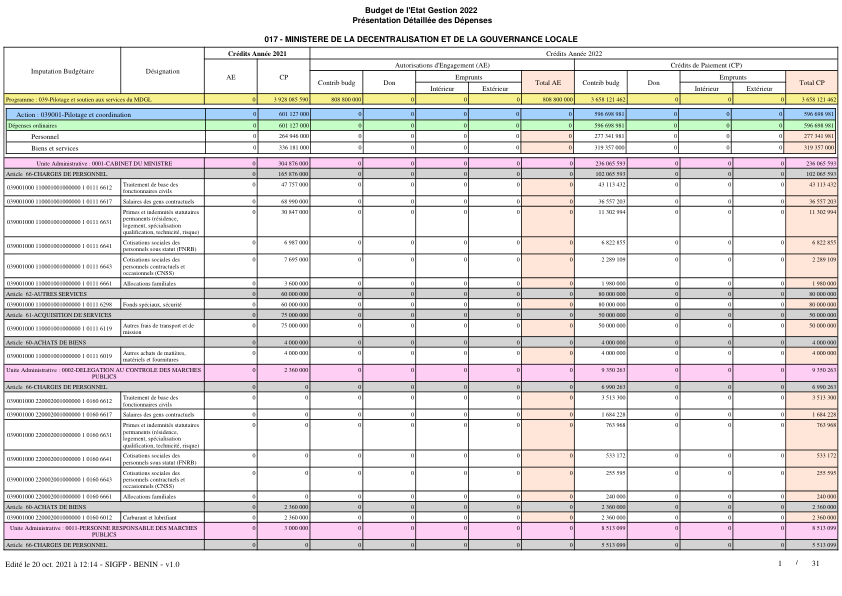 Budget de l'Etat Gestion 2022
Présentation Détaillée des Dépenses
017 - MINISTERE DE LA DECENTRALISATION ET DE LA GOUVERNANCE LOCALE
Imputation Budgétaire Désignation Crédits Année 2021 Crédits Année 2022
Autorisations d'Engagement (AE) Crédits de Paiement (CP)
AE CP Contrib budg Don Emprunts Total AE Contrib budg Don Emprunts Total CP
Intérieur Extérieur Intérieur Extérieur
Programme : 039-Pilotage et soutien aux services du MDGL 0 3 928 085 590 808 800 000 0 0 0 808 800 000 3 658 121 462 0 0 0 3 658 121 462
Action : 039001-Pilotage et coordination 0 601 127 000 0 0 0 0 0 596 698 981 0 0 0 596 698 981
Dépenses ordinaires 0 601 127 000 0 0 0 0 0 596 698 981 0 0 0 596 698 981
Personnel 0 264 946 000 0 0 0 0 0 277 341 981 0 0 0 277 341 981
Biens et services 0 336 181 000 0 0 0 0 0 319 357 000 0 0 0 319 357 000
Unite Administrative : 0001-CABINET DU MINISTRE 0 304 876 000 0 0 0 0 0 236 065 593 0 0 0 236 065 593
Article 66-CHARGES DE PERSONNEL 0 165 876 000 0 0 0 0 0 102 065 593 0 0 0 102 065 593
039001000 110001001000000 1 0111 6612 Traitement de base des 0 47 757 000 0 0 0 0 0 43 113 432 0 0 0 43 113 432
fonctionnaires civils
039001000 110001001000000 1 0111 6617 Salaires des gens contractuels 0 68 990 000 0 0 0 0 0 36 557 203 0 0 0 36 557 203
039001000 110001001000000 1 0111 6631 Primes et indemnités statutaires 0 30 847 000 0 0 0 0 0 11 302 994 0 0 0 11 302 994
permanents (résidence,
logement, spécialisation
qualification, technicité, risque)
039001000 110001001000000 1 0111 6641 Cotisations sociales des 0 6 987 000 0 0 0 0 0 6 822 855 0 0 0 6 822 855
personnels sous statut (FNRB)
039001000 110001001000000 1 0111 6643 Cotisations sociales des 0 7 695 000 0 0 0 0 0 2 289 109 0 0 0 2 289 109
personnels contractuels et
occasionnels (CNSS)
039001000 110001001000000 1 0111 6661 Allocations familiales 0 3 600 000 0 0 0 0 0 1 980 000 0 0 0 1 980 000
Article 62-AUTRES SERVICES 0 60 000 000 0 0 0 0 0 80 000 000 0 0 0 80 000 000
039001000 110001001000000 1 0111 6298 Fonds spéciaux, sécurité 0 60 000 000 0 0 0 0 0 80 000 000 0 0 0 80 000 000
Article 61-ACQUISITION DE SERVICES 0 75 000 000 0 0 0 0 0 50 000 000 0 0 0 50 000 000
039001000 110001001000000 1 0111 6119 Autres frais de transport et de 0 75 000 000 0 0 0 0 0 50 000 000 0 0 0 50 000 000
mission
Article 60-ACHATS DE BIENS 0 4 000 000 0 0 0 0 0 4 000 000 0 0 0 4 000 000
039001000 110001001000000 1 0111 6019 Autres achats de matières, 0 4 000 000 0 0 0 0 0 4 000 000 0 0 0 4 000 000
matériels et fournitures
Unite Administrative : 0002-DELEGATION AU CONTROLE DES MARCHES 0 2 360 000 0 0 0 0 0 9 350 263 0 0 0 9 350 263
PUBLICS
Article 66-CHARGES DE PERSONNEL 0 0 0 0 0 0 0 6 990 263 0 0 0 6 990 263
039001000 220002001000000 1 0160 6612 Traitement de base des 0 0 0 0 0 0 0 3 513 300 0 0 0 3 513 300
fonctionnaires civils
039001000 220002001000000 1 0160 6617 Salaires des gens contractuels 0 0 0 0 0 0 0 1 684 228 0 0 0 1 684 228
039001000 220002001000000 1 0160 6631 Primes et indemnités statutaires 0 0 0 0 0 0 0 763 968 0 0 0 763 968
permanents (résidence,
logement, spécialisation
qualification, technicité, risque)
039001000 220002001000000 1 0160 6641 Cotisations sociales des 0 0 0 0 0 0 0 533 172 0 0 0 533 172
personnels sous statut (FNRB)
039001000 220002001000000 1 0160 6643 Cotisations sociales des 0 0 0 0 0 0 0 255 595 0 0 0 255 595
personnels contractuels et
occasionnels (CNSS)
039001000 220002001000000 1 0160 6661 Allocations familiales 0 0 0 0 0 0 0 240 000 0 0 0 240 000
Article 60-ACHATS DE BIENS 0 2 360 000 0 0 0 0 0 2 360 000 0 0 0 2 360 000
039001000 220002001000000 1 0160 6012 Carburant et lubrifiant 0 2 360 000 0 0 0 0 0 2 360 000 0 0 0 2 360 000
Unite Administrative : 0011-PERSONNE RESPONSABLE DES MARCHES 0 3 000 000 0 0 0 0 0 8 513 099 0 0 0 8 513 099
PUBLICS
Article 66-CHARGES DE PERSONNEL 0 0 0 0 0 0 0 5 513 099 0 0 0 5 513 099
Edité le 20 oct. 2021 à 12:14 - SIGFP - BENIN - v1.0 1 / 31